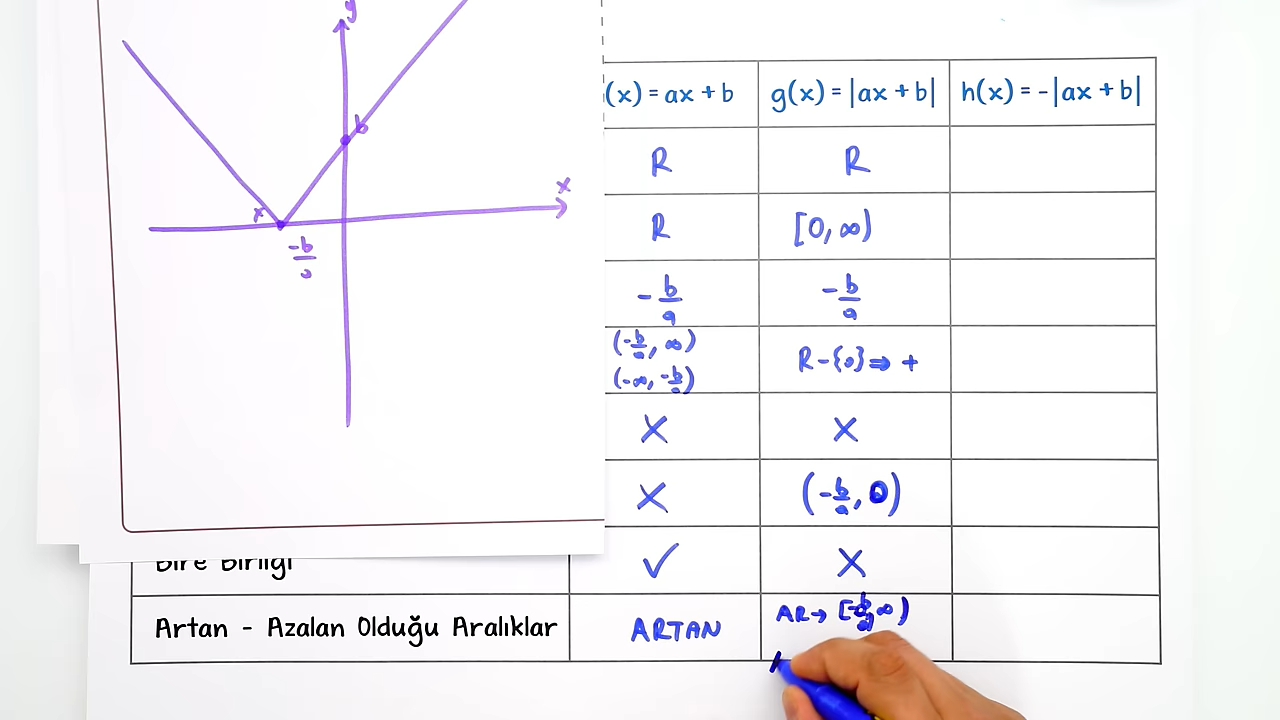 y
b
x
x
-b/a
(x) = ax + b
g(x) = |ax + b|
h(x) = -|ax + b|
R
R
R
[0, ∞)
-b/a
-b/a
(-b/a, ∞)
(-∞, -b/a)
R-{0} ⇒ +
X
X
X
(-b/a, 0)
Bire Birliği
✓
X
Artan - Azalan Olduğu Aralıklar
ARTAN
AR→ [-b/a, ∞)